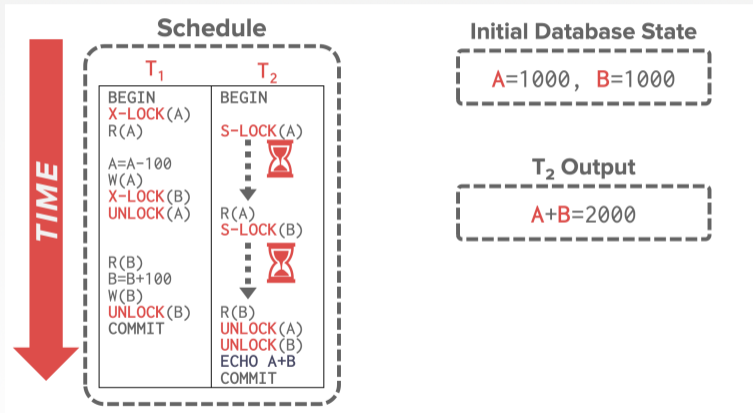 Schedule
TIME
T1
BEGIN
X-LOCK(A)
R(A)
A=A-100
W(A)
X-LOCK(B)
UNLOCK(A)
R(B)
B=B+100
W(B)
UNLOCK(B)
COMMIT
T2
BEGIN
S-LOCK(A)
R(A)
S-LOCK(B)
R(B)
UNLOCK(A)
UNLOCK(B)
ECHO A+B
COMMIT
Initial Database State
A=1000, B=1000
T2 Output
A+B=2000